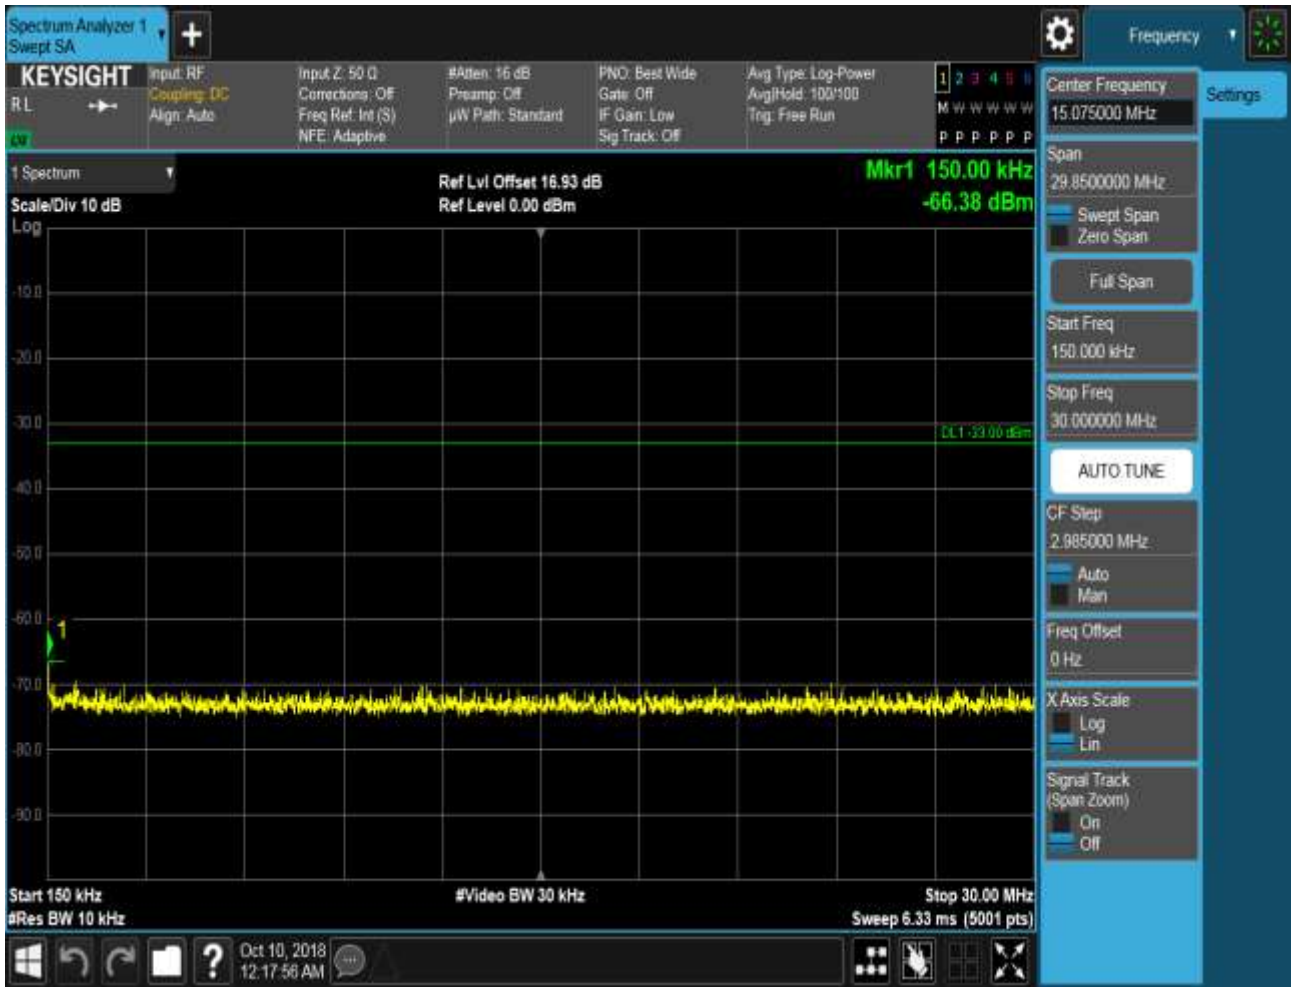 Spectrum Analyzer 1
Swept SA
Frequency
KEYSIGHT
RL
Input: RF
Coupling: DC
Align: Auto
Input Z: 50 Ω
Corrections: Off
Freq Ref: Int (S)
NFE: Adaptive
#Atten: 16 dB
Preamp: Off
µW Path: Standard
PNO: Best Wide
Gate: Off
IF Gain: Low
Sig Track: Off
Avg Type: Log-Power
Avg|Hold: 100/100
Trig: Free Run
1 2 3 4 5 6
M W W W W W
P P P P P P
1 Spectrum
Scale/Div 10 dB
Log
Ref Lvl Offset 16.93 dB
Ref Level 0.00 dBm
Mkr1 150.00 kHz
-66.38 dBm
-10.0
-20.0
-30.0
DL1 -33.00 dBm
-40.0
-50.0
-60.0
1
-70.0
-80.0
-90.0
Start 150 kHz
#Video BW 30 kHz
Stop 30.00 MHz
#Res BW 10 kHz
Sweep 6.33 ms (5001 pts)
Center Frequency
15.075000 MHz
Settings
Span
29.8500000 MHz
Swept Span
Zero Span
Full Span
Start Freq
150.000 kHz
Stop Freq
30.000000 MHz
AUTO TUNE
CF Step
2.985000 MHz
Auto
Man
Freq Offset
0 Hz
X Axis Scale
Log
Lin
Signal Track
(Span Zoom)
On
Off
?
Oct 10, 2018
12:17:56 AM